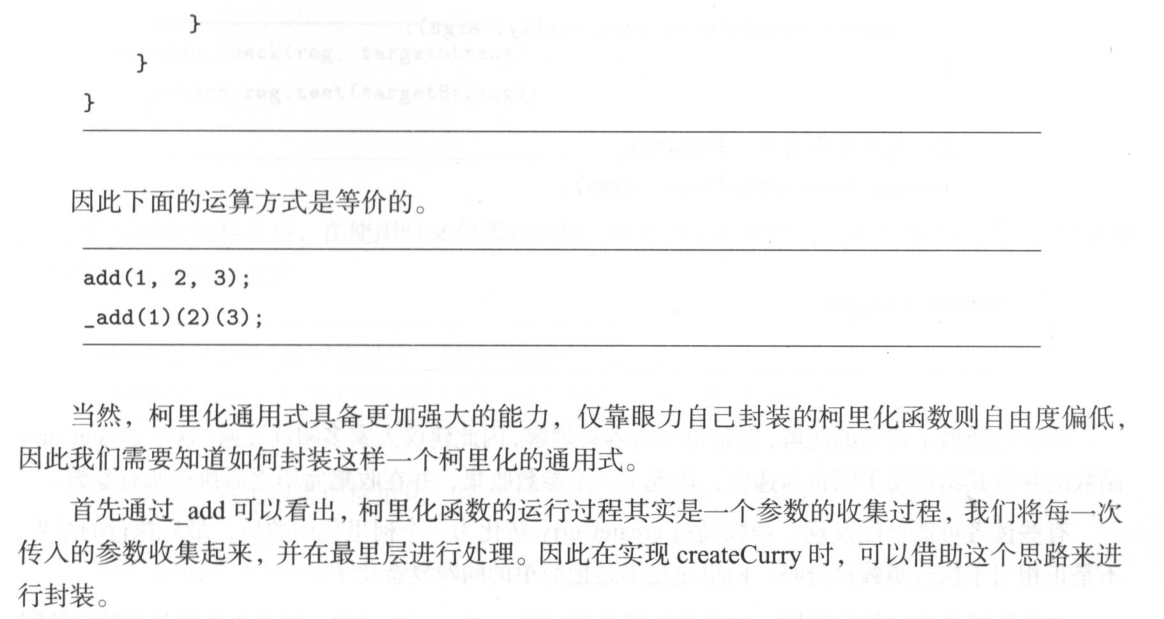 }
}
}
因此下面的运算方式是等价的。
add(1, 2, 3);
_add(1)(2)(3);
当然，柯里化通用式具备更加强大的能力，仅靠眼力自己封装的柯里化函数则自由度偏低，
因此我们需要知道如何封装这样一个柯里化的通用式。
首先通过_add 可以看出，柯里化函数的运行过程其实是一个参数的收集过程，我们将每一次
传入的参数收集起来，并在最里层进行处理。因此在实现 createCurry 时，可以借助这个思路来进
行封装。